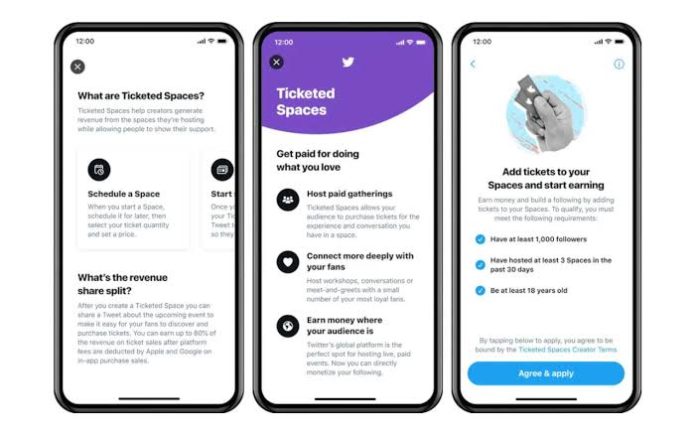 12:00
What are Ticketed Spaces?
Ticketed Spaces help creators generate
revenue from the spaces they're hosting
while allowing people to show their support.
Schedule a Space
When you start a Space,
schedule it for later, then
select your ticket quantity
and set a price.
Start
Once yo
your Tic
Tweet s
so they
What's the revenue
share split?
After you create a Ticketed Space you can
share a Tweet about the upcoming event to
make it easy for your fans to discover and
purchase tickets. You can earn up to 80% of
the revenue on ticket sales after platform
fees are deducted by Apple and Google on
in-app purchase sales.
12:00
Ticketed
Spaces
Get paid for doing
what you love
Host paid gatherings
Ticketed Spaces allows your
audience to purchase tickets for the
experience and conversation you
have in a space.
Connect more deeply with
your fans
Host workshops, conversations or
meet-and-greets with a small
number of your most loyal fans.
Earn money where
your audience is
Twitter's global platform is the
perfect spot for hosting live, paid
events. Now you can directly
monetize your following.
12:00
Add tickets to your
Spaces and start earning
Earn money and build a following by adding
tickets to your Spaces. To qualify, you must
meet the following requirements:
Have at least 1,000 followers
Have hosted at least 3 Spaces in the
past 30 days
Be at least 18 years old
By tapping below to apply, you agree to be
bound by the Ticketed Spaces Creator Terms
Agree & apply